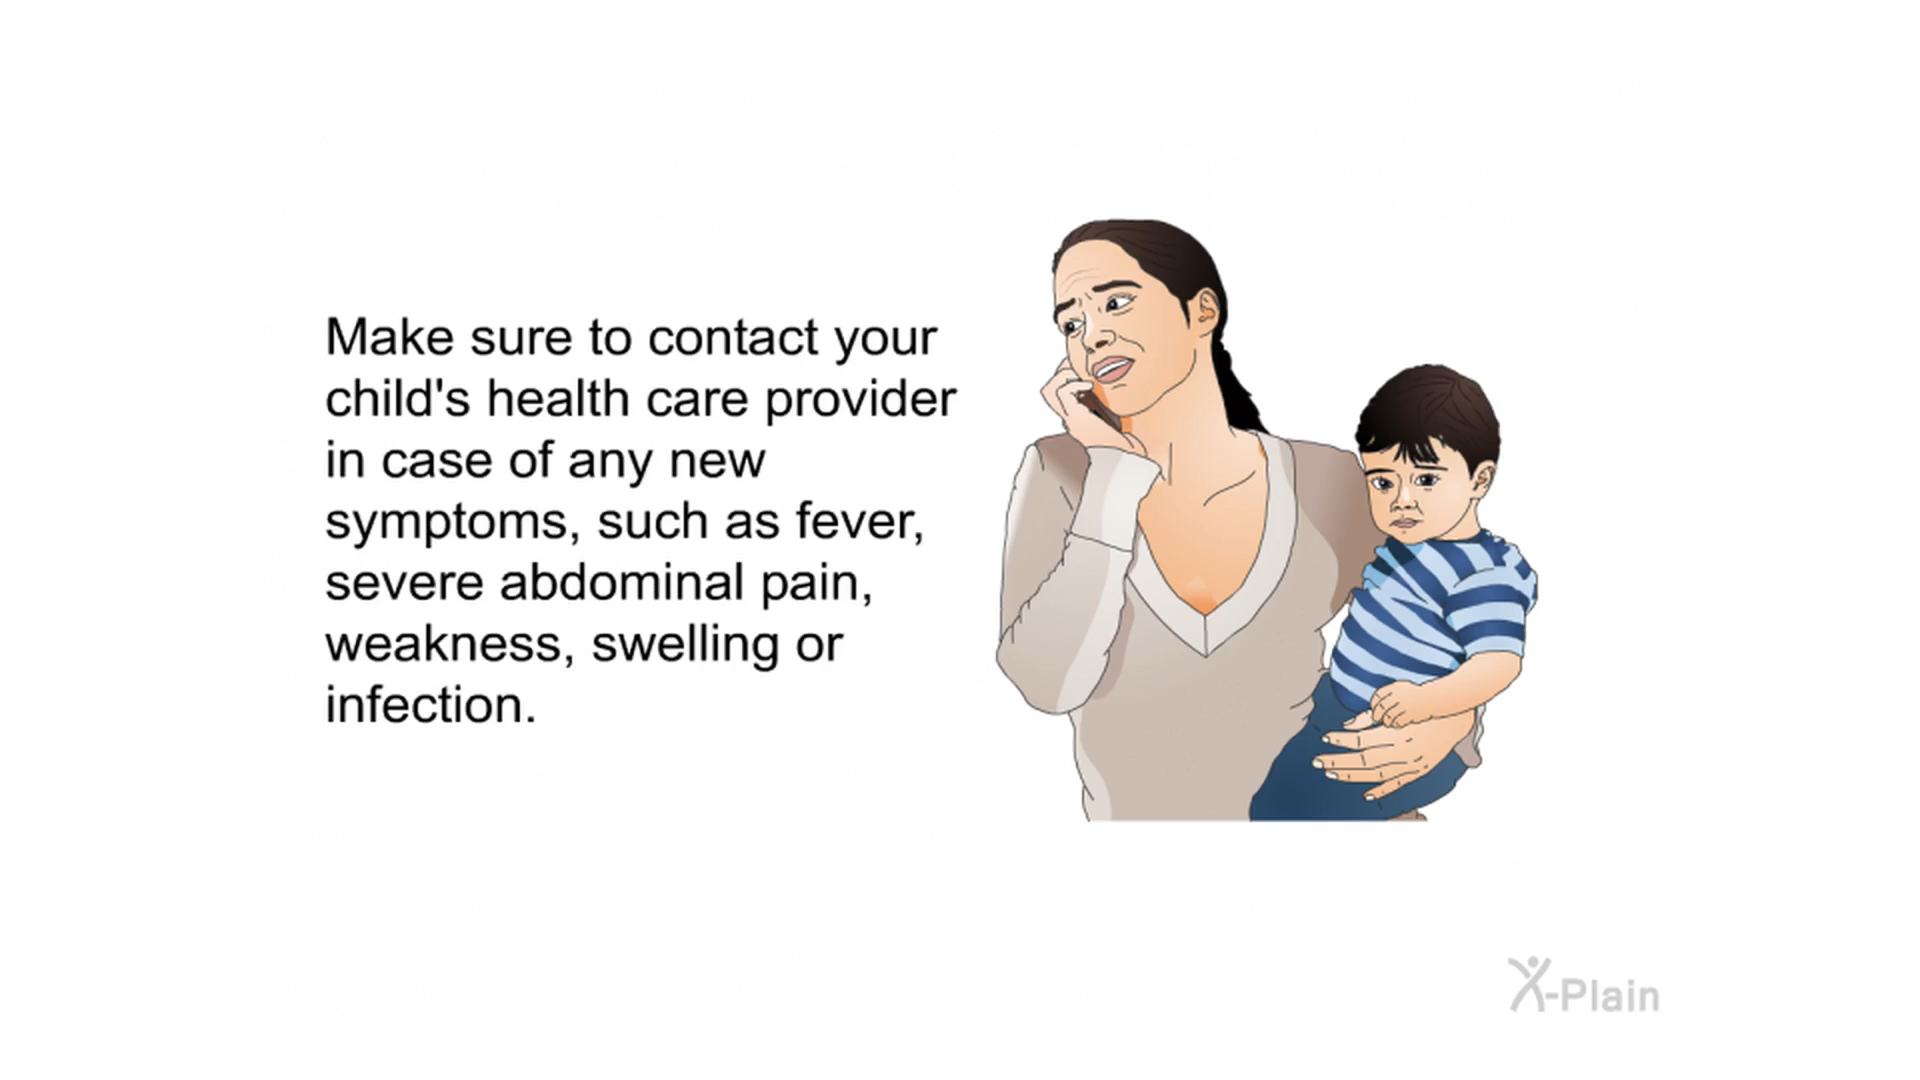 Make sure to contact your
child's health care provider
in case of any new
symptoms, such as fever,
severe abdominal pain,
weakness, swelling or
infection.
X-Plain